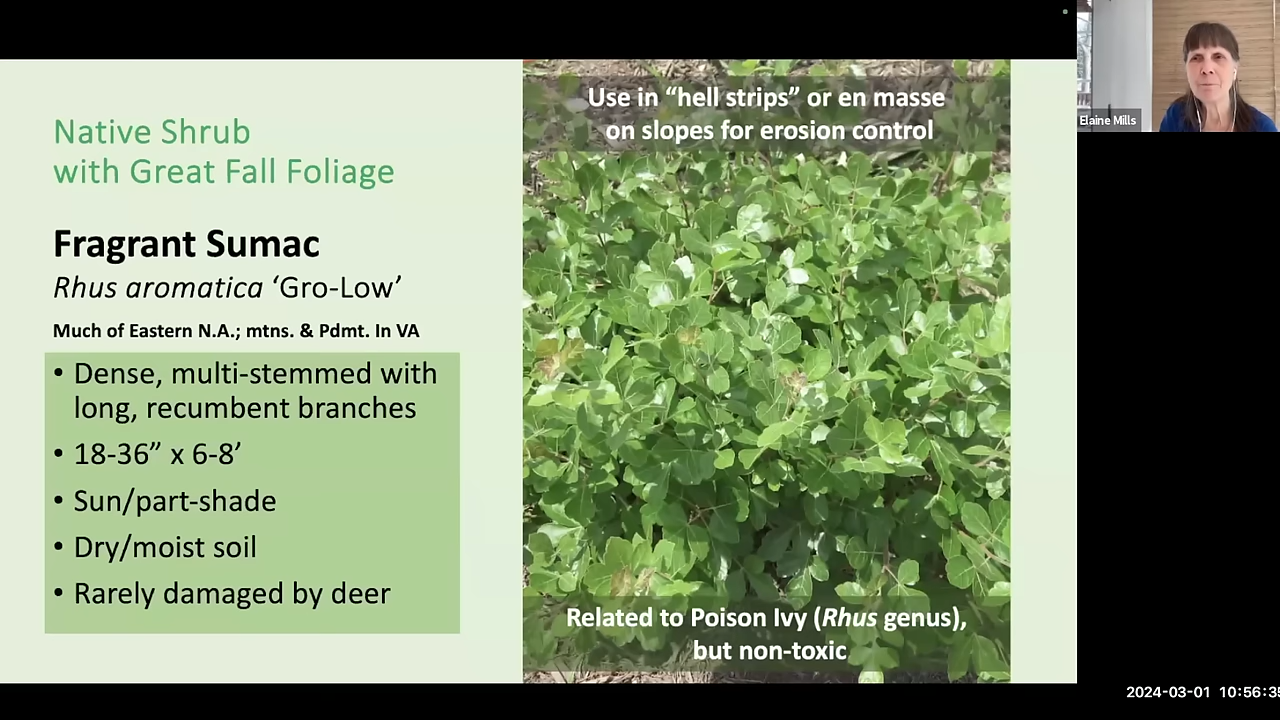 Native Shrub
with Great Fall Foliage
Fragrant Sumac
Rhus aromatica ‘Gro-Low’
Much of Eastern N.A.; mtns. & Pdmt. In VA
• Dense, multi-stemmed with
long, recumbent branches
• 18-36” x 6-8’
• Sun/part-shade
• Dry/moist soil
• Rarely damaged by deer
Use in “hell strips” or en masse
on slopes for erosion control
Related to Poison Ivy (Rhus genus),
but non-toxic
Elaine Mills
2024-03-01 10:56:35